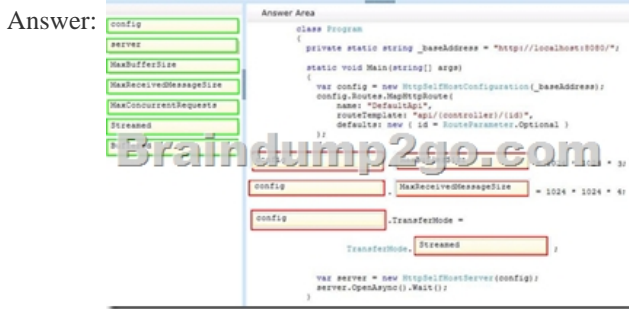 Answer:
config
server
MaxBufferSize
MaxReceivedMessageSize
MaxConcurrentRequests
Streamed
Answer Area
class Program
{
private static string _baseAddress = "http://localhost:8080/";
static void Main(string[] args)
{
var config = new HttpSelfHostConfiguration(_baseAddress);
config.Routes.MapHttpRoute(
name: "DefaultApi",
routeTemplate: "api/{controller}/{id}",
defaults: new { id = RouteParameter.Optional }
);
Braindump2go.com
* 3;
config . MaxReceivedMessageSize = 1024 * 1024 * 4;
config .TransferMode =
TransferMode. Streamed ;
var server = new HttpSelfHostServer(config);
server.OpenAsync().Wait();
}